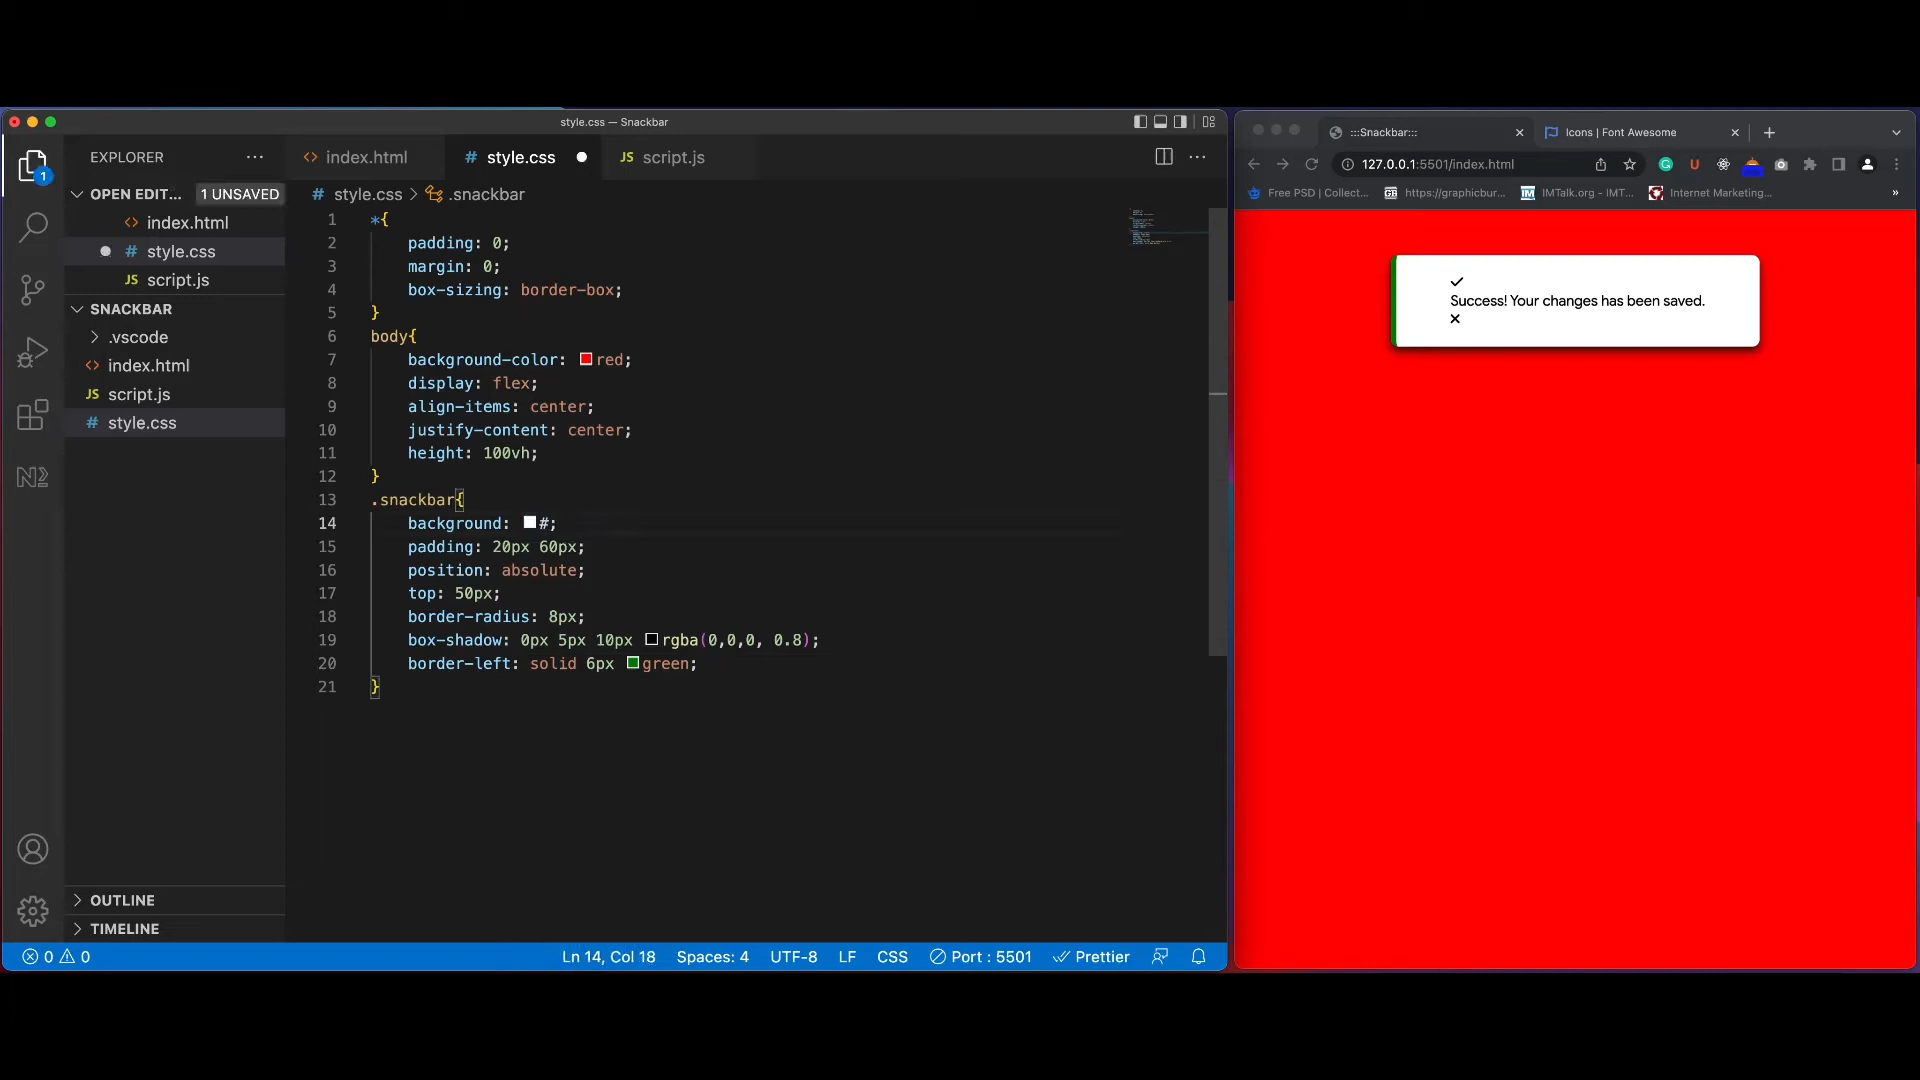 style.css — Snackbar
EXPLORER
OPEN EDIT... 1 UNSAVED
<> index.html
# style.css
JS script.js
SNACKBAR
.vscode
<> index.html
JS script.js
# style.css
OUTLINE
TIMELINE
1
<> index.html # style.css JS script.js
# style.css > .snackbar
1 *{
2 padding: 0;
3 margin: 0;
4 box-sizing: border-box;
5 }
6 body{
7 background-color: red;
8 display: flex;
9 align-items: center;
10 justify-content: center;
11 height: 100vh;
12 }
13 .snackbar{
14 background: #;
15 padding: 20px 60px;
16 position: absolute;
17 top: 50px;
18 border-radius: 8px;
19 box-shadow: 0px 5px 10px rgba(0,0,0, 0.8);
20 border-left: solid 6px green;
21 }
0 0 Ln 14, Col 18 Spaces: 4 UTF-8 LF CSS Port : 5501 Prettier
:::Snackbar::: Icons | Font Awesome
127.0.0.1:5501/index.html
Free PSD | Collect... https://graphicbur... IMTalk.org - IMT... Internet Marketing... »
Success! Your changes has been saved.